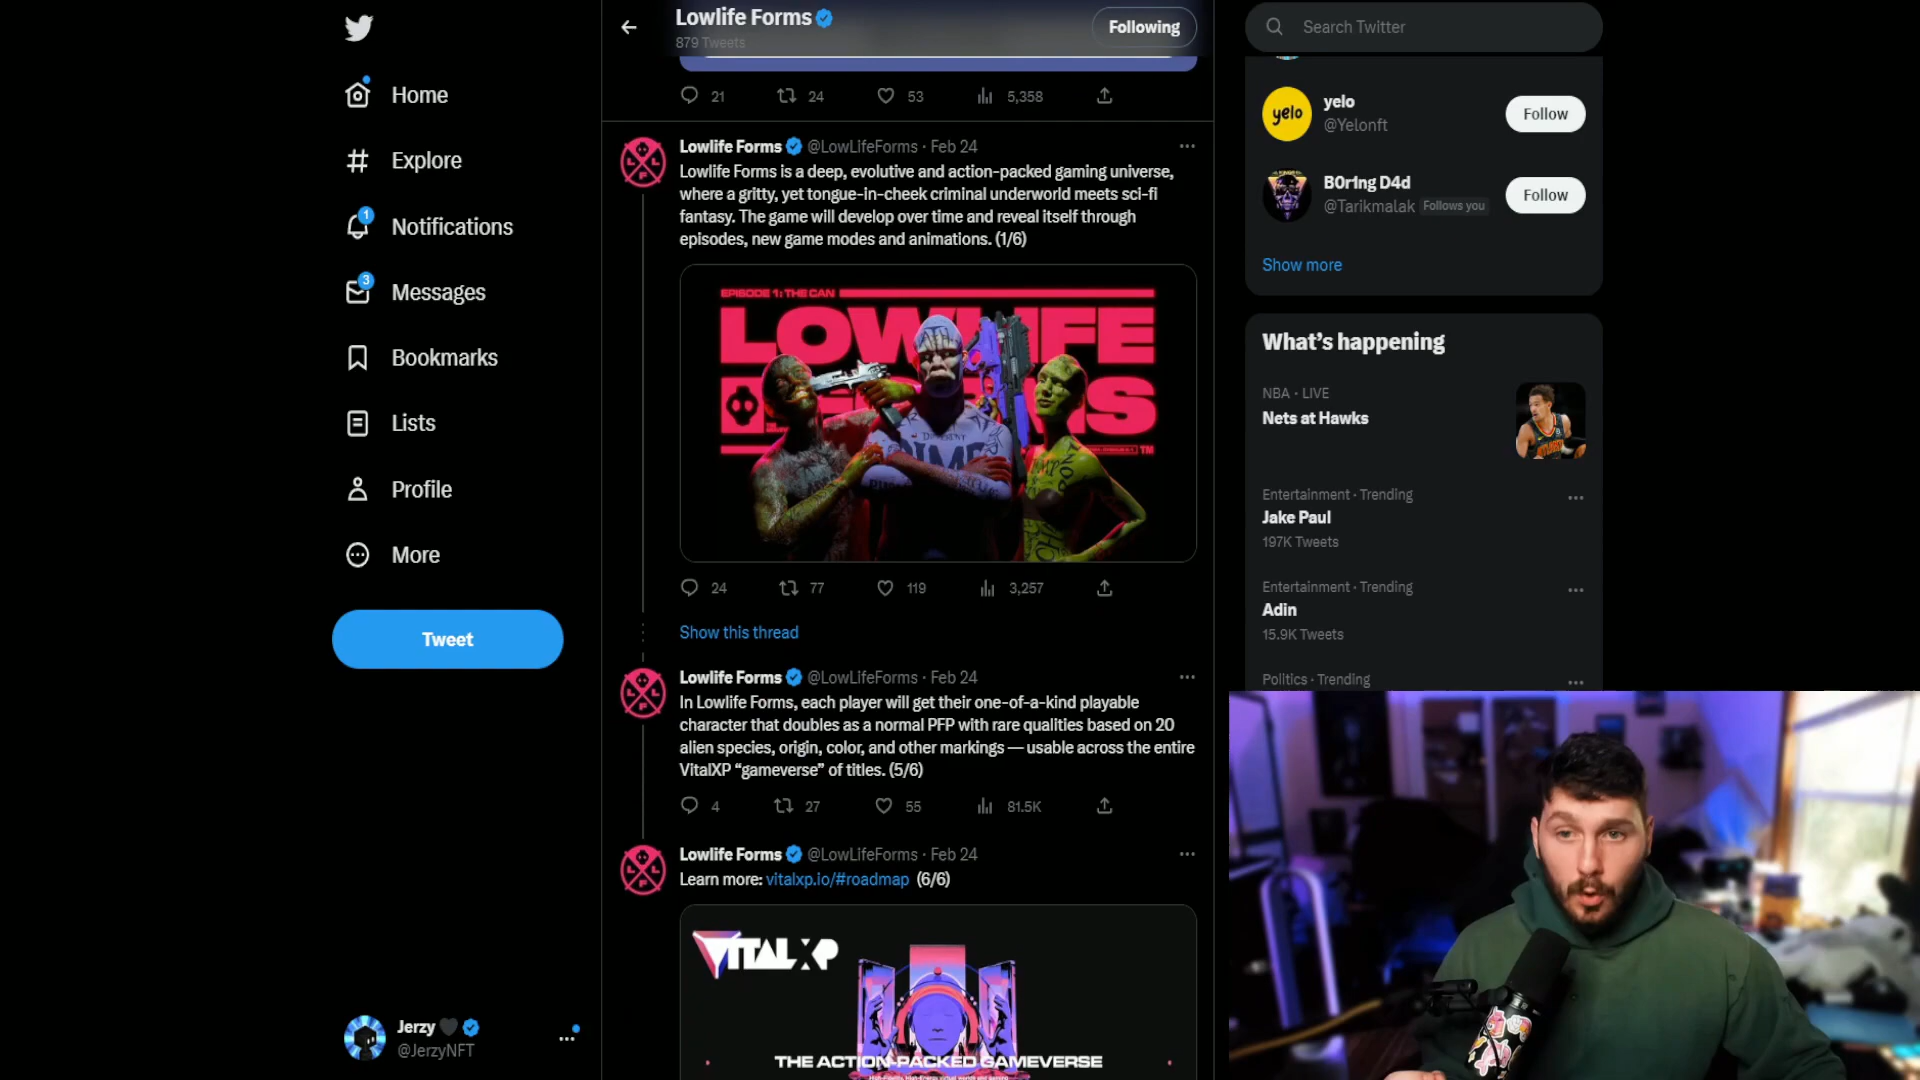 Home
Explore
1
Notifications
3
Messages
Bookmarks
Lists
Profile
More
Tweet
Jerzy
@JerzyNFT
Lowlife Forms
879 Tweets
Following
21 24 53 5,358
Lowlife Forms @LowLifeForms · Feb 24
Lowlife Forms is a deep, evolutive and action-packed gaming universe,
where a gritty, yet tongue-in-cheek criminal underworld meets sci-fi
fantasy. The game will develop over time and reveal itself through
episodes, new game modes and animations. (1/6)
EPISODE 1: THE CAN
LOWLIFE
TM
24 77 119 3,257
Show this thread
Lowlife Forms @LowLifeForms · Feb 24
In Lowlife Forms, each player will get their one-of-a-kind playable
character that doubles as a normal PFP with rare qualities based on 20
alien species, origin, color, and other markings — usable across the entire
VitalXP “gameverse” of titles. (5/6)
4 27 55 81.5K
Lowlife Forms @LowLifeForms · Feb 24
Learn more: vitalxp.io/#roadmap (6/6)
VITALXP
THE ACTION-PACKED GAMEVERSE
Search Twitter
yelo
yelo
@Yelonft
Follow
B0r1ng D4d
@Tarikmalak Follows you
Follow
Show more
What’s happening
NBA · LIVE
Nets at Hawks
Entertainment · Trending
Jake Paul
197K Tweets
Entertainment · Trending
Adin
15.9K Tweets
Politics · Trending